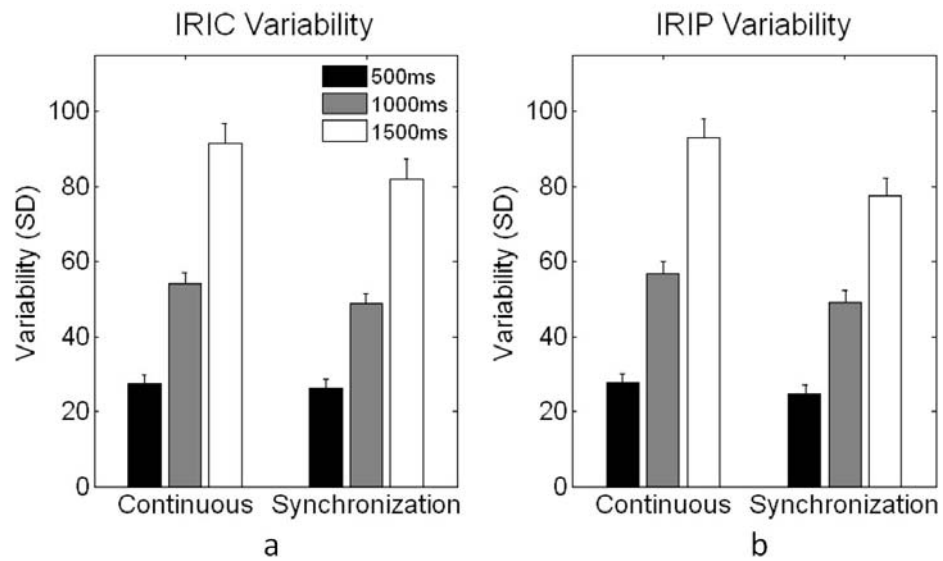 IRIC Variability
Variability (SD)
100
80
60
40
20
0
500ms
1000ms
1500ms
Continuous Synchronization
a
IRIP Variability
Variability (SD)
100
80
60
40
20
0
Continuous Synchronization
b